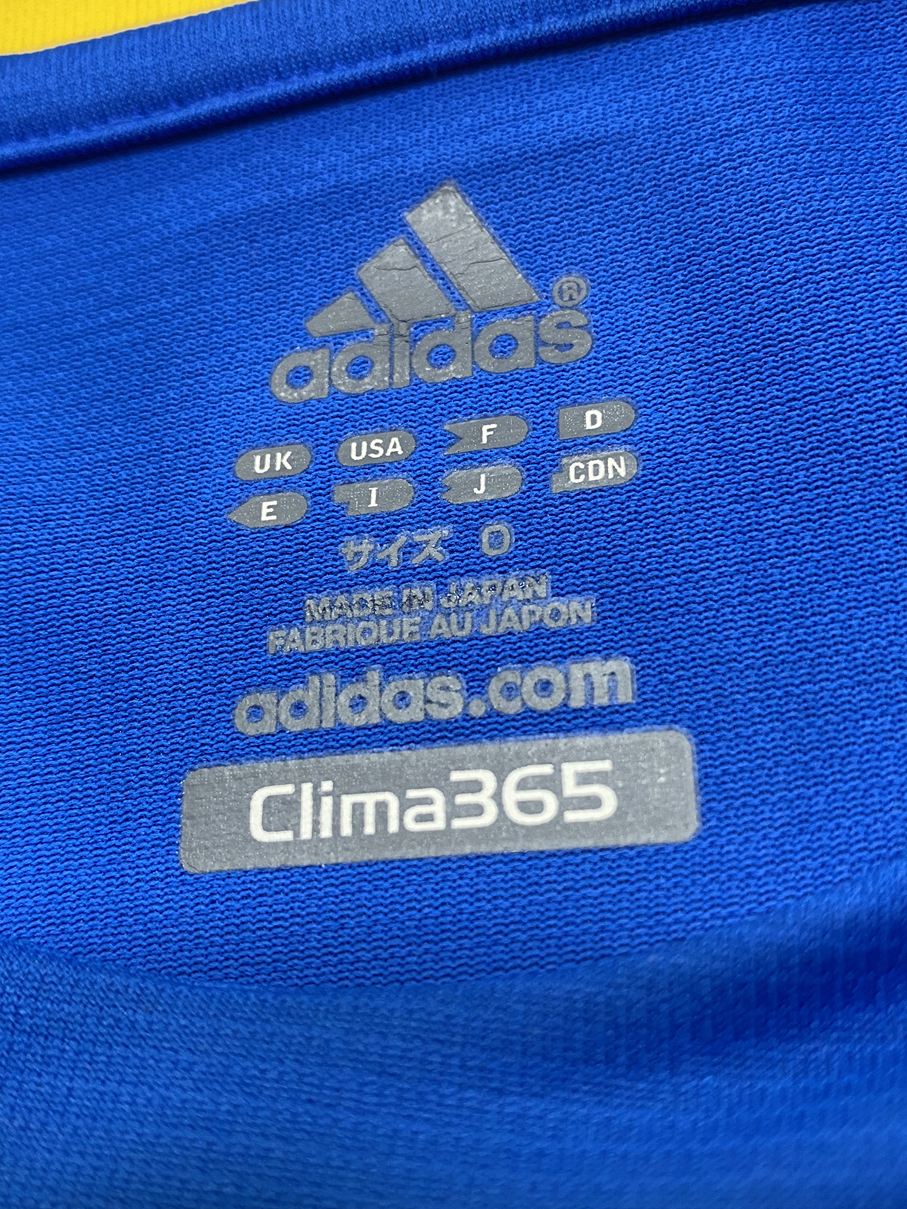 adidas®
UK USA F D
E I J CDN
サイズ O
MADE IN JAPAN
FABRIQUE AU JAPON
adidas.com
Clima365